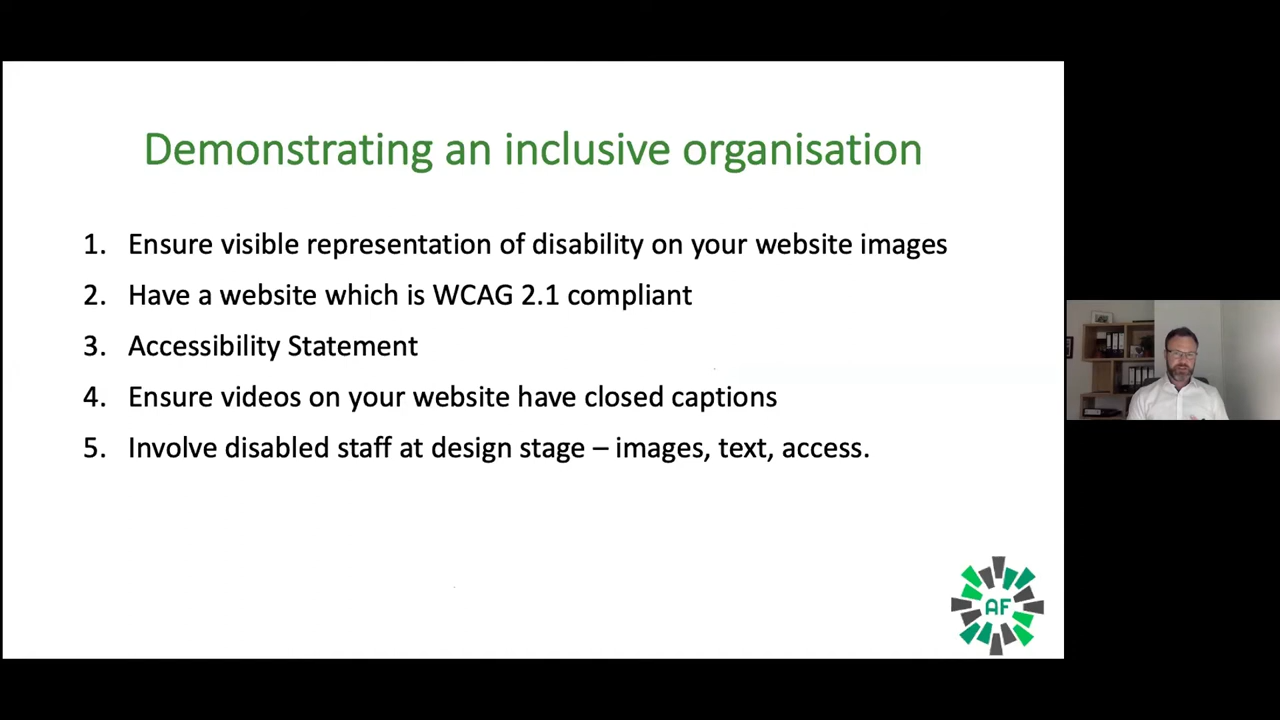 Demonstrating an inclusive organisation
1. Ensure visible representation of disability on your website images
2. Have a website which is WCAG 2.1 compliant
3. Accessibility Statement
4. Ensure videos on your website have closed captions
5. Involve disabled staff at design stage – images, text, access.
AF